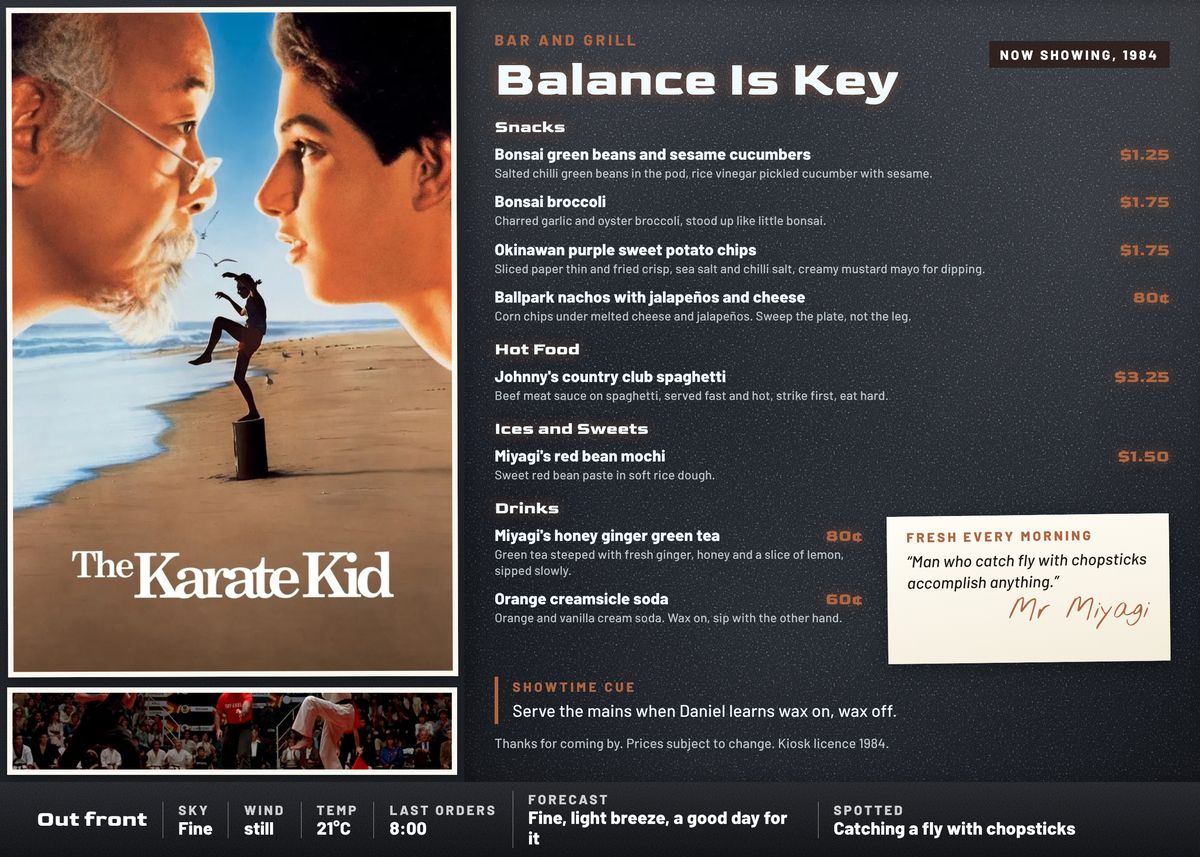 The Karate Kid
BAR AND GRILL
NOW SHOWING, 1984
Balance Is Key
Snacks
Bonsai green beans and sesame cucumbers $1.25
Salted chilli green beans in the pod, rice vinegar pickled cucumber with sesame.
Bonsai broccoli $1.75
Charred garlic and oyster broccoli, stood up like little bonsai.
Okinawan purple sweet potato chips $1.75
Sliced paper thin and fried crisp, sea salt and chilli salt, creamy mustard mayo for dipping.
Ballpark nachos with jalapeños and cheese 80¢
Corn chips under melted cheese and jalapeños. Sweep the plate, not the leg.
Hot Food
Johnny's country club spaghetti $3.25
Beef meat sauce on spaghetti, served fast and hot, strike first, eat hard.
Ices and Sweets
Miyagi's red bean mochi $1.50
Sweet red bean paste in soft rice dough.
Drinks
Miyagi's honey ginger green tea 80¢
Green tea steeped with fresh ginger, honey and a slice of lemon,
sipped slowly.
Orange creamsicle soda 60¢
Orange and vanilla cream soda. Wax on, sip with the other hand.
FRESH EVERY MORNING
“Man who catch fly with chopsticks
accomplish anything.”
Mr Miyagi
SHOWTIME CUE
Serve the mains when Daniel learns wax on, wax off.
Thanks for coming by. Prices subject to change. Kiosk licence 1984.
Out front
SKY
Fine
WIND
still
TEMP
21°C
LAST ORDERS
8:00
FORECAST
Fine, light breeze, a good day for
it
SPOTTED
Catching a fly with chopsticks